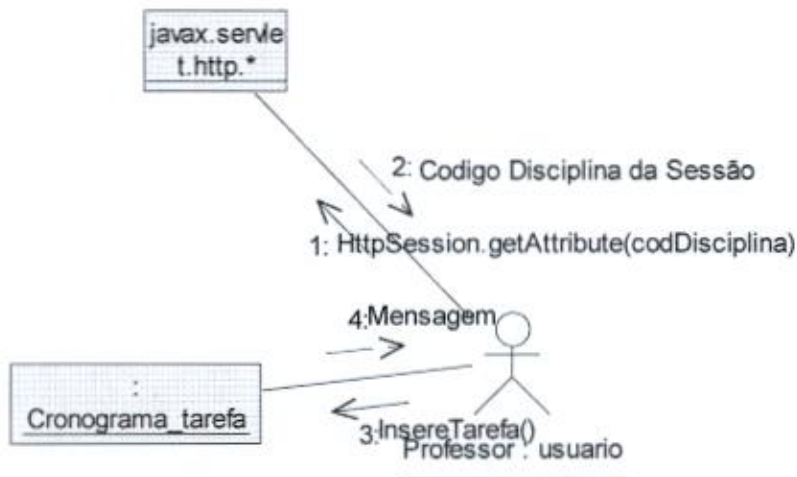 javax.servle
t.http.*
2: Codigo Disciplina da Sessão
1: HttpSession.getAttribute(codDisciplina)
4:Mensagem
:
Cronograma_tarefa
3:InsereTarefa()
Professor : usuario